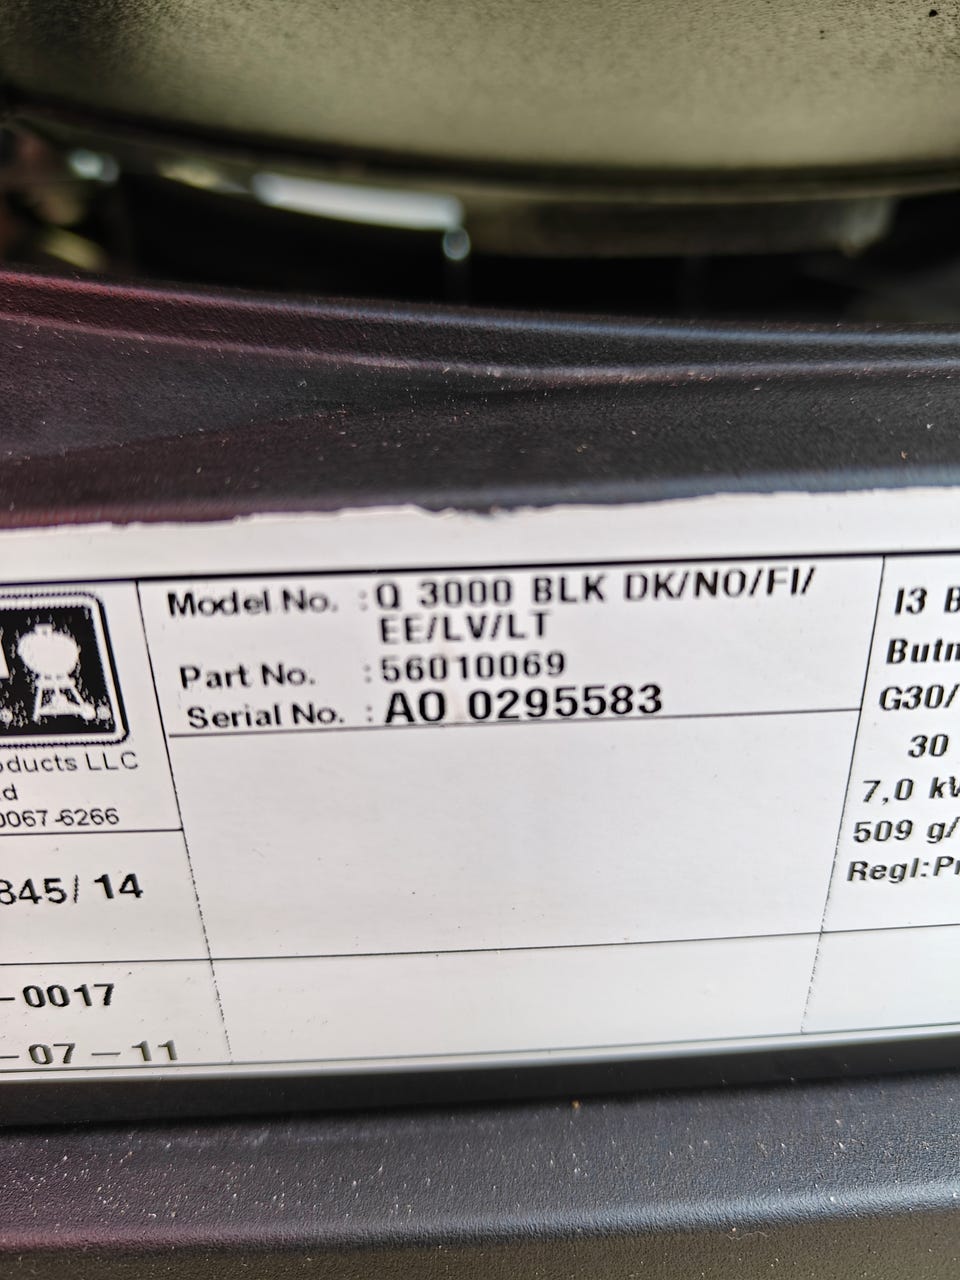 Model No. : Q 3000 BLK DK/NO/FI/
EE/LV/LT
Part No. : 56010069
Serial No. : AO 0295583
oducts LLC
d
0067-6266
845/ 14
-0017
- 07 - 11
I3 B
Butn
G30/
30
7,0 kW
509 g/
Regl:Pr